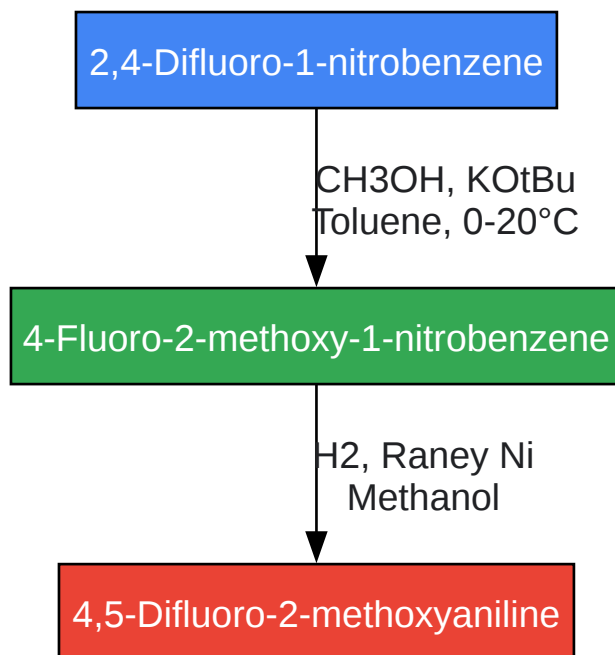 2,4-Difluoro-1-nitrobenzene
CH3OH, KOtBu
Toluene, 0-20°C
4-Fluoro-2-methoxy-1-nitrobenzene
H2, Raney Ni
Methanol
4,5-Difluoro-2-methoxyaniline